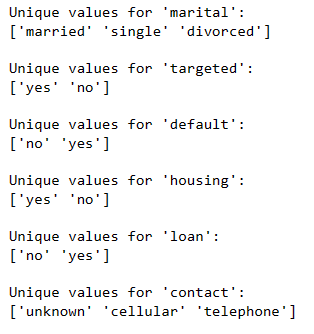 Unique values for 'marital':
['married' 'single' 'divorced']
Unique values for 'targeted':
['yes' 'no']
Unique values for 'default':
['no' 'yes']
Unique values for 'housing':
['yes' 'no']
Unique values for 'loan':
['no' 'yes']
Unique values for 'contact':
['unknown' 'cellular' 'telephone']